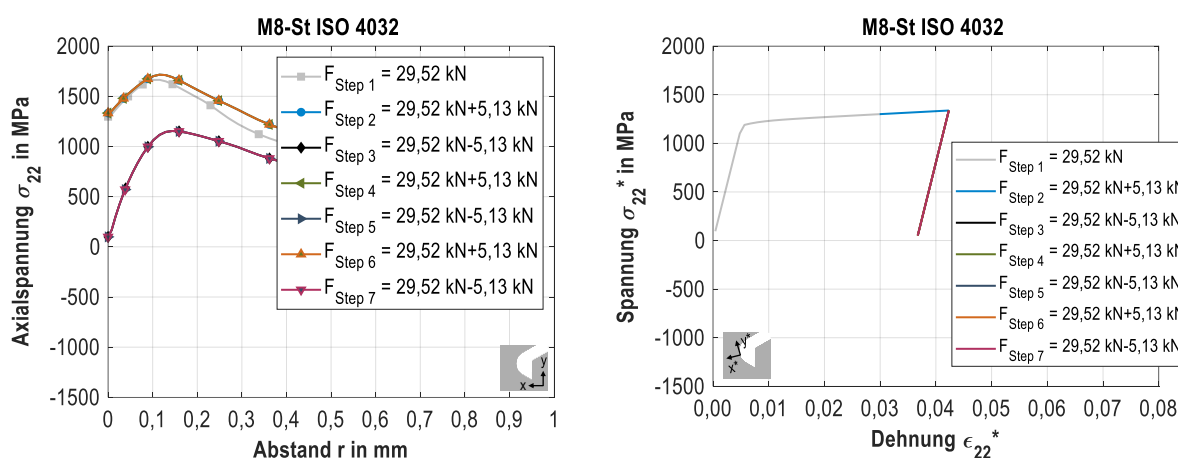 M8-St ISO 4032
Axialspannung σ22 in MPa
2000
1500
1000
500
0
-500
-1000
-1500
0
0,1
0,2
0,3
0,4
0,5
0,6
0,7
0,8
0,9
1
Abstand r in mm
FStep 1 = 29,52 kN
FStep 2 = 29,52 kN+5,13 kN
FStep 3 = 29,52 kN-5,13 kN
FStep 4 = 29,52 kN+5,13 kN
FStep 5 = 29,52 kN-5,13 kN
FStep 6 = 29,52 kN+5,13 kN
FStep 7 = 29,52 kN-5,13 kN
y
x
M8-St ISO 4032
Spannung σ22* in MPa
2000
1500
1000
500
0
-500
-1000
-1500
0,00
0,01
0,02
0,03
0,04
0,05
0,06
0,07
0,08
Dehnung ϵ22*
FStep 1 = 29,52 kN
FStep 2 = 29,52 kN+5,13 kN
FStep 3 = 29,52 kN-5,13 kN
FStep 4 = 29,52 kN+5,13 kN
FStep 5 = 29,52 kN-5,13 kN
FStep 6 = 29,52 kN+5,13 kN
FStep 7 = 29,52 kN-5,13 kN
y*
x*